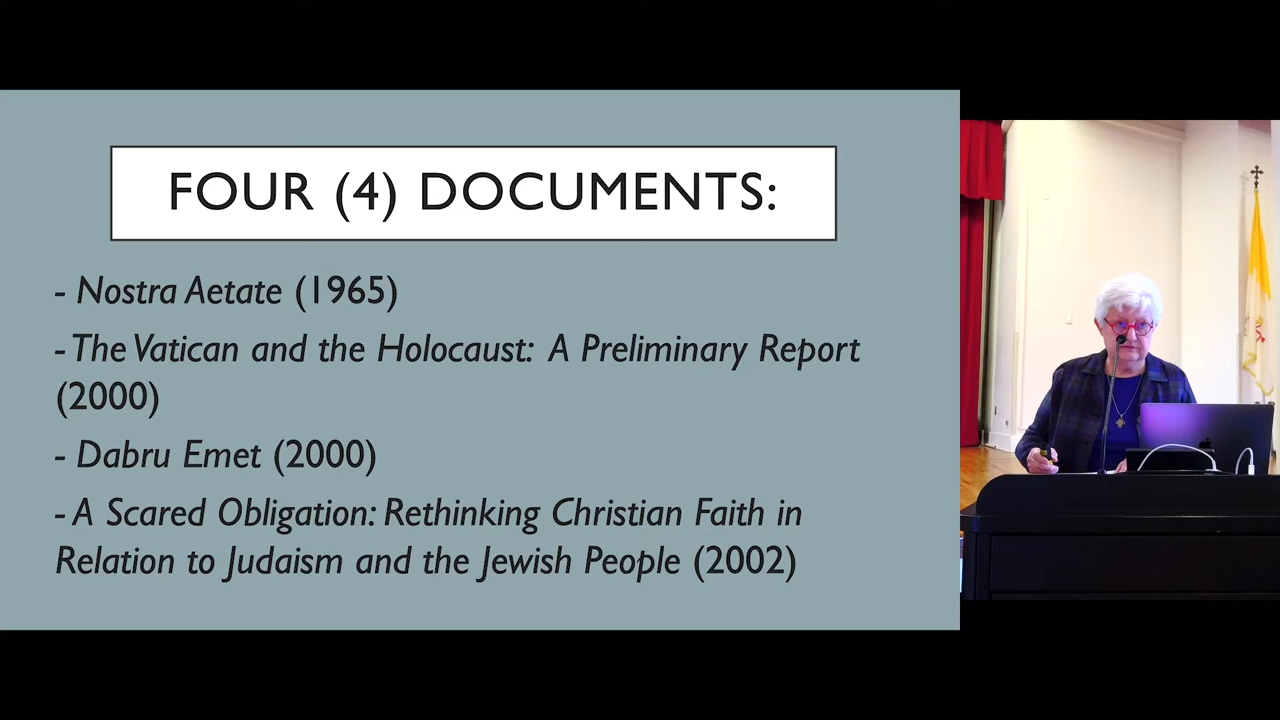 FOUR (4) DOCUMENTS:
- Nostra Aetate (1965)
- The Vatican and the Holocaust: A Preliminary Report
(2000)
- Dabru Emet (2000)
- A Scared Obligation: Rethinking Christian Faith in
Relation to Judaism and the Jewish People (2002)